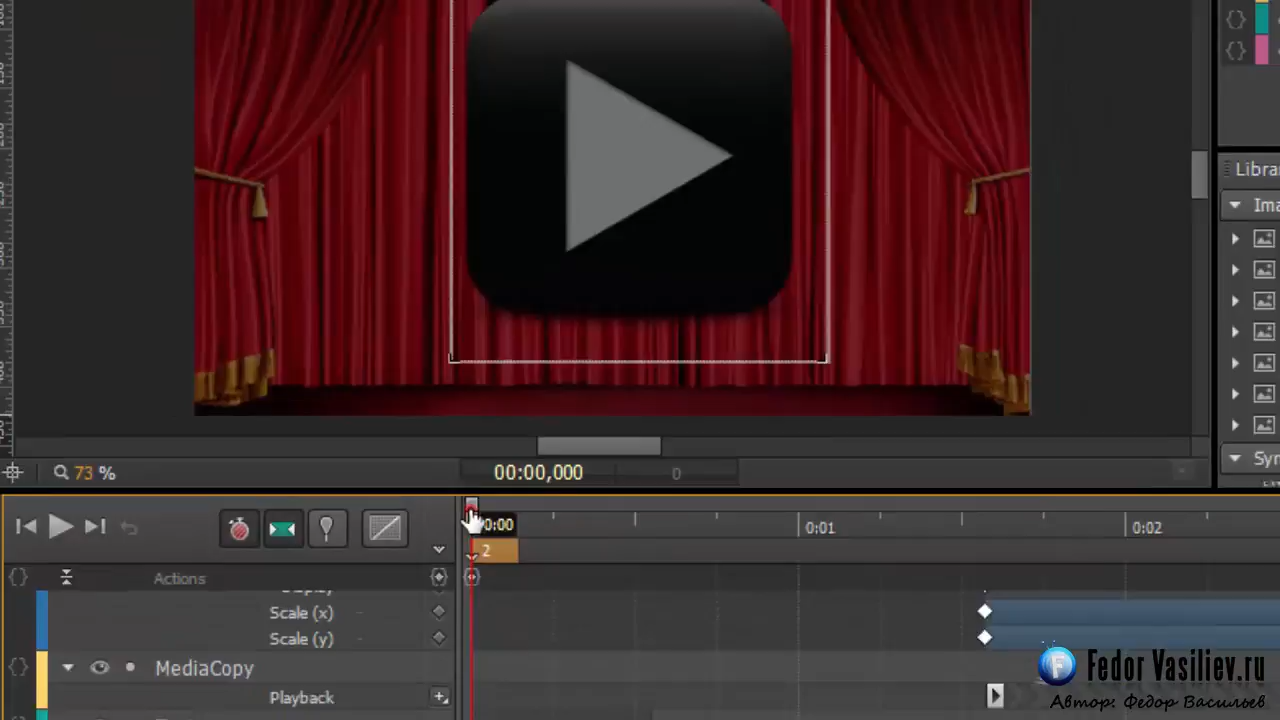 Libra
Ima
73 %
00:00,000
0
Syn
0:00
0:01
0:02
2
Actions
Scale (x)
Scale (y)
MediaCopy
Playback
Fedor Vasiliev.ru
Автор: Федор Васильев